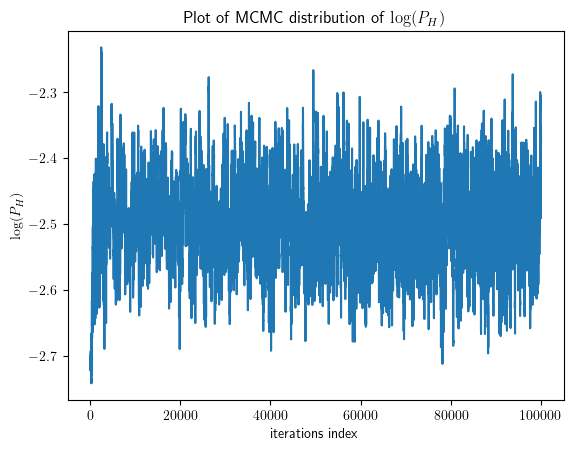 Plot of MCMC distribution of log(P_H)
−2.3
−2.4
−2.5
−2.6
−2.7
log(P_H)
0 20000 40000 60000 80000 100000
iterations index